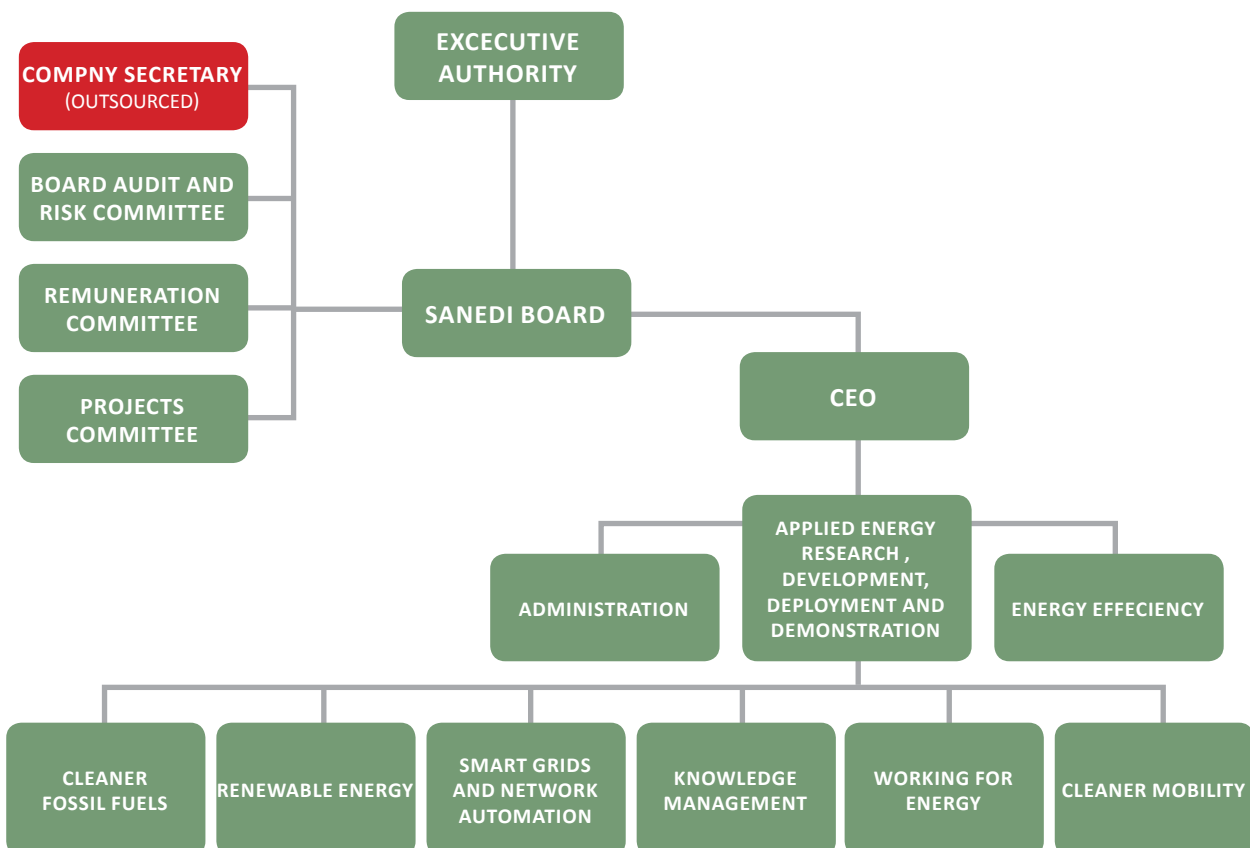 EXCECUTIVE
AUTHORITY
COMPNY SECRETARY
(OUTSOURCED)
BOARD AUDIT AND
RISK COMMITTEE
REMUNERATION
COMMITTEE
PROJECTS
COMMITTEE
SANEDI BOARD
CEO
ADMINISTRATION
APPLIED ENERGY
RESEARCH ,
DEVELOPMENT,
DEPLOYMENT AND
DEMONSTRATION
ENERGY EFFECIENCY
CLEANER
FOSSIL FUELS
RENEWABLE ENERGY
SMART GRIDS
AND NETWORK
AUTOMATION
KNOWLEDGE
MANAGEMENT
WORKING FOR
ENERGY
CLEANER MOBILITY